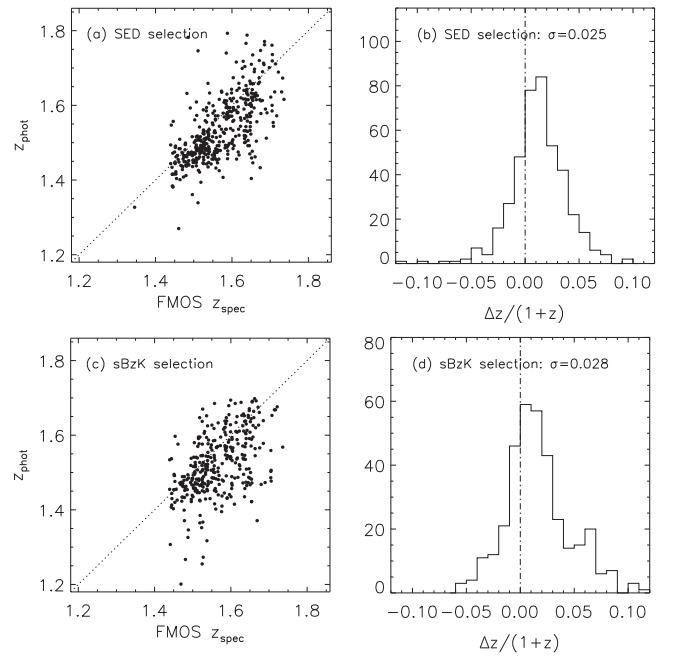 (a) SED selection
1.8
1.6
1.4
1.2
z_phot
1.2 1.4 1.6 1.8
FMOS z_spec
(b) SED selection: σ=0.025
100
80
60
40
20
0
-0.10 -0.05 0.00 0.05 0.10
Δz/(1+z)
(c) sBzK selection
1.8
1.6
1.4
1.2
z_phot
1.2 1.4 1.6 1.8
FMOS z_spec
(d) sBzK selection: σ=0.028
80
60
40
20
0
-0.10 -0.05 0.00 0.05 0.10
Δz/(1+z)